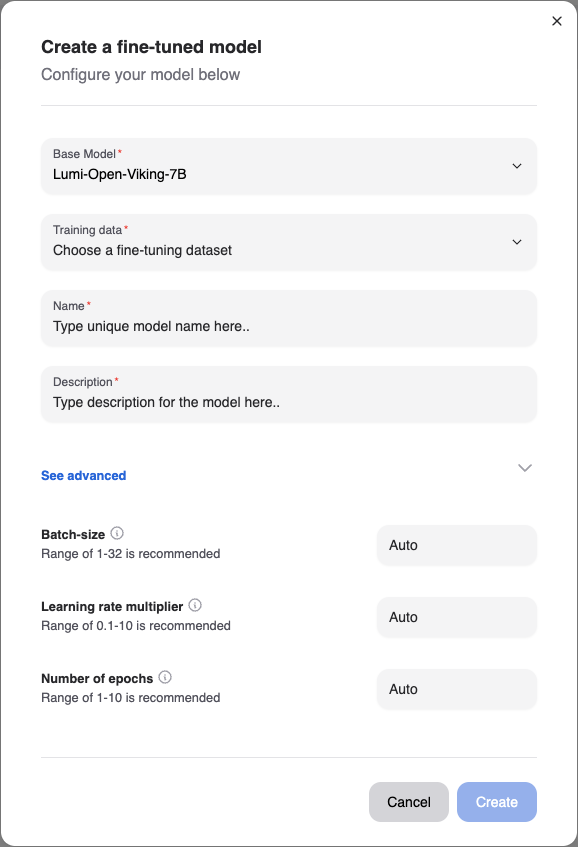 Create a fine-tuned model
Configure your model below
Base Model*
Lumi-Open-Viking-7B
Training data*
Choose a fine-tuning dataset
Name*
Type unique model name here..
Description*
Type description for the model here..
See advanced
Batch-size
Range of 1-32 is recommended
Auto
Learning rate multiplier
Range of 0.1-10 is recommended
Auto
Number of epochs
Range of 1-10 is recommended
Auto
Cancel
Create